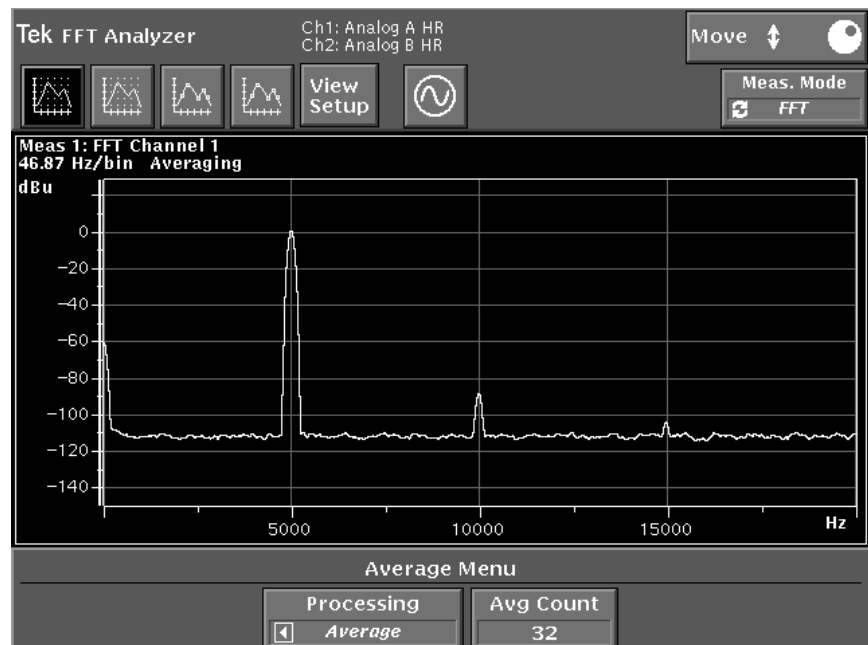 Tek FFT Analyzer
Ch1: Analog A HR
Ch2: Analog B HR
Move
View
Setup
Meas. Mode
FFT
Meas 1: FFT Channel 1
46.87 Hz/bin Averaging
dBu
0
−20
−40
−60
−80
−100
−120
−140
5000
10000
15000
Hz
Average Menu
Processing
Average
Avg Count
32